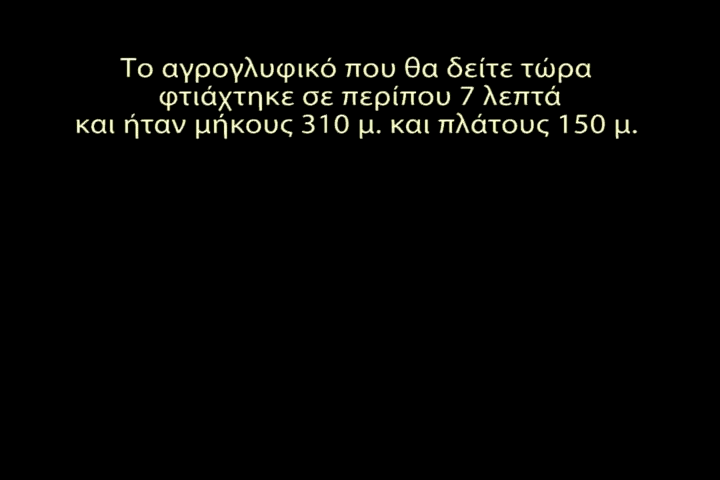 Το αγρογλυφικό που θα δείτε τώρα
φτιάχτηκε σε περίπου 7 λεπτά
και ήταν μήκους 310 μ. και πλάτους 150 μ.